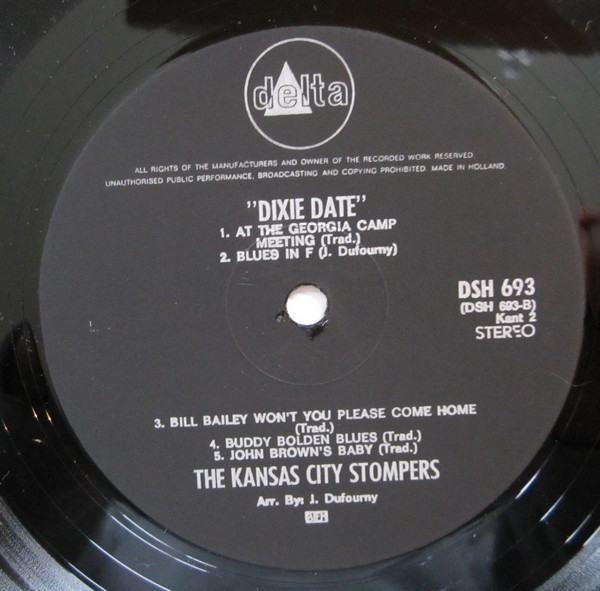 delta
ALL RIGHTS OF THE MANUFACTURERS AND OWNER OF THE RECORDED WORK RESERVED.
UNAUTHORISED PUBLIC PERFORMANCE, BROADCASTING AND COPYING PROHIBITED. MADE IN HOLLAND.
"DIXIE DATE"
1. AT THE GEORGIA CAMP
MEETING (Trad.)
2. BLUES IN F (J. Dufourny)
DSH 693
(DSH 693-B)
Kant 2
STEREO
3. BILL BAILEY WON'T YOU PLEASE COME HOME
(Trad.)
4. BUDDY BOLDEN BLUES (Trad.)
5. JOHN BROWN'S BABY (Trad.)
THE KANSAS CITY STOMPERS
Arr. By: J. Dufourny